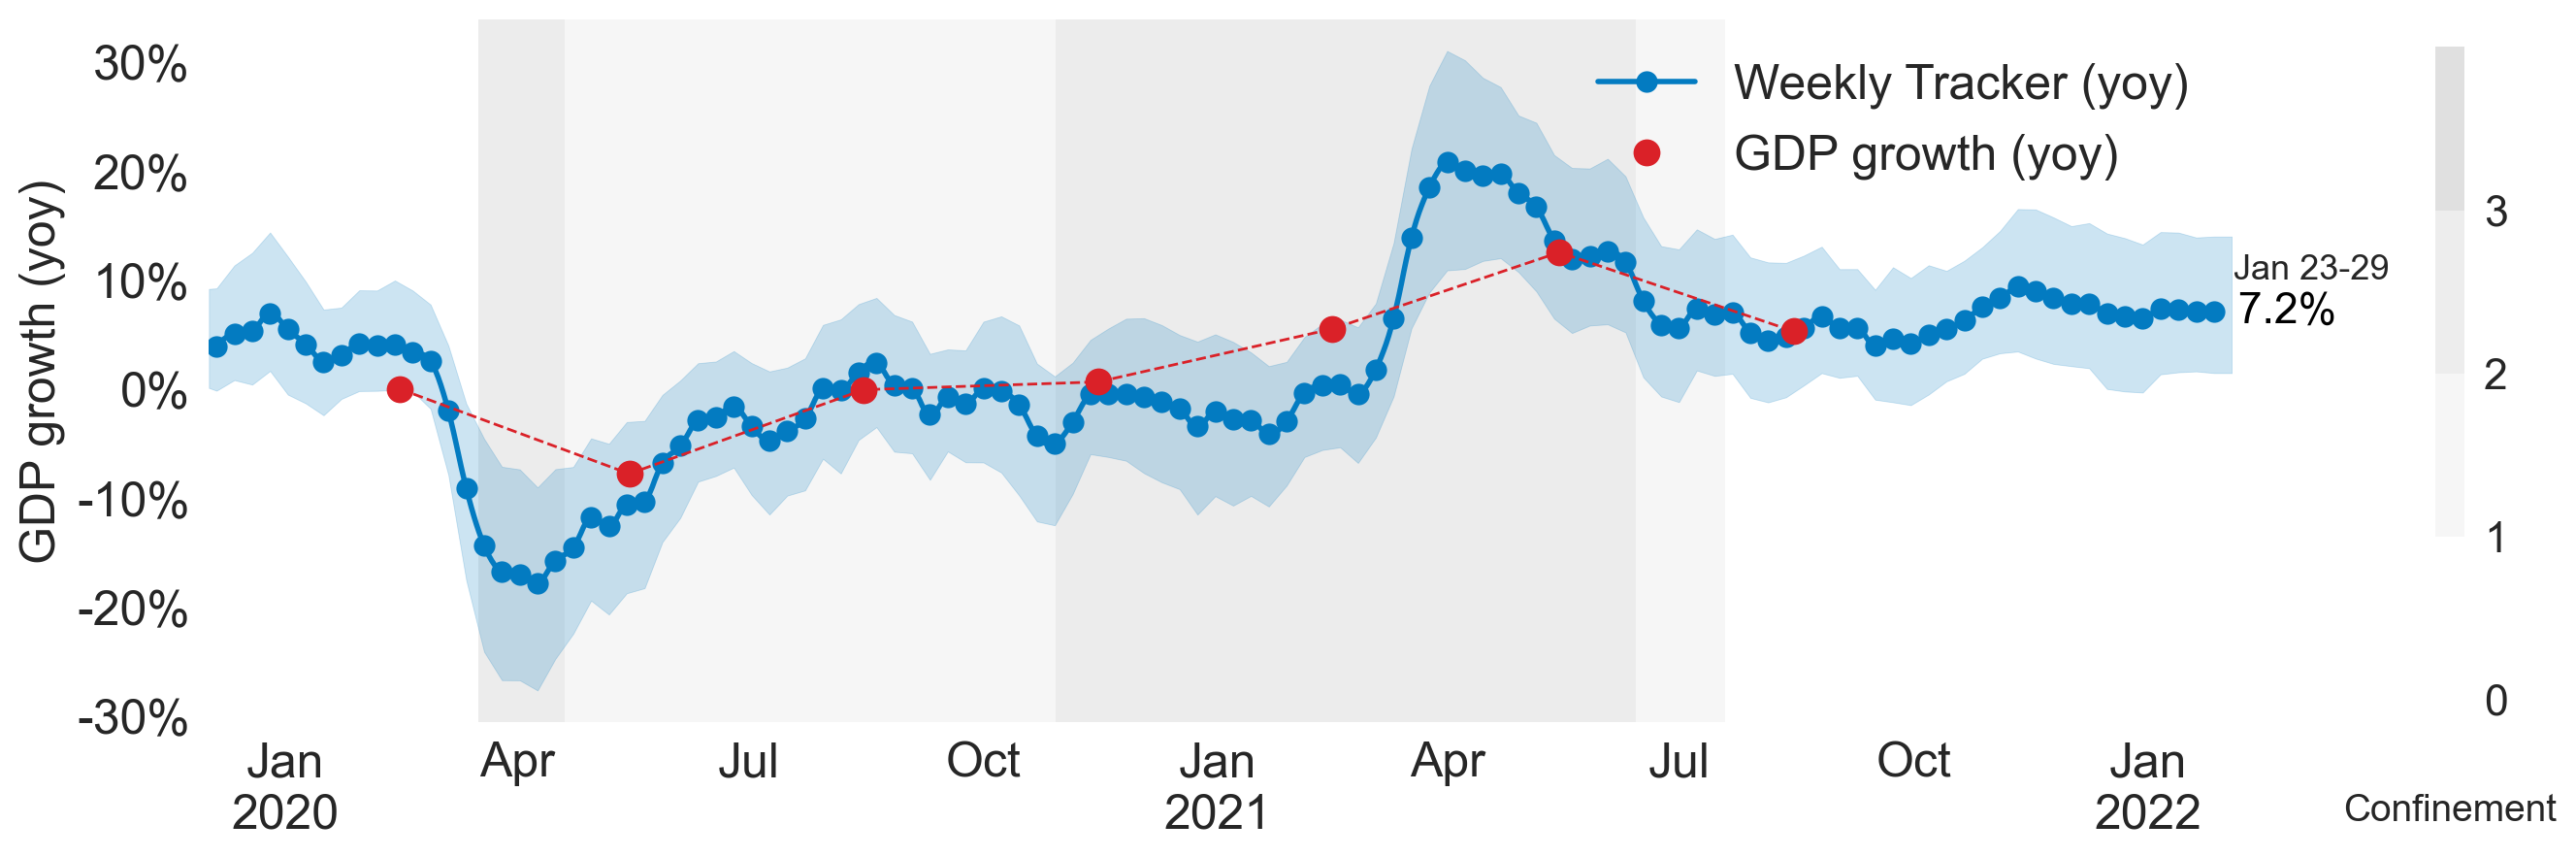 GDP growth (yoy)
30%
20%
10%
0%
-10%
-20%
-30%
Weekly Tracker (yoy)
GDP growth (yoy)
Jan 23-29
7.2%
Jan Apr Jul Oct Jan Apr Jul Oct Jan
2020 2021 2022
3
2
1
0
Confinement